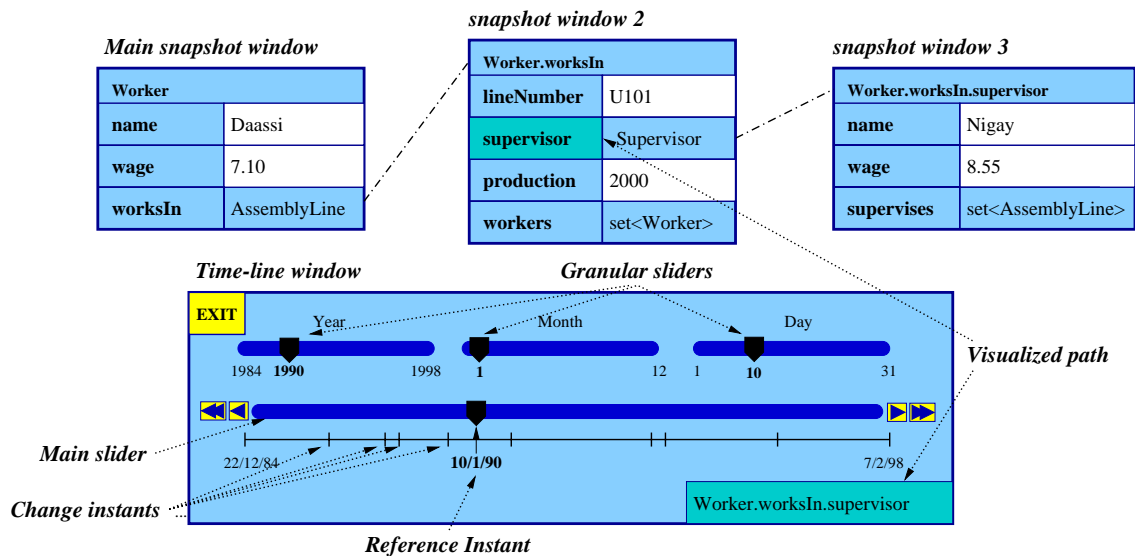 Main snapshot window
Worker
name Daassi
wage 7.10
worksIn AssemblyLine
snapshot window 2
Worker.worksIn
lineNumber U101
supervisor Supervisor
production 2000
workers set<Worker>
snapshot window 3
Worker.worksIn.supervisor
name Nigay
wage 8.55
supervises set<AssemblyLine>
Time-line window
Granular sliders
EXIT
Year Month Day
1984 1990 1998 1 12 1 10 31
Visualized path
Main slider
22/12/84 10/1/90 7/2/98
Change instants
Worker.worksIn.supervisor
Reference Instant